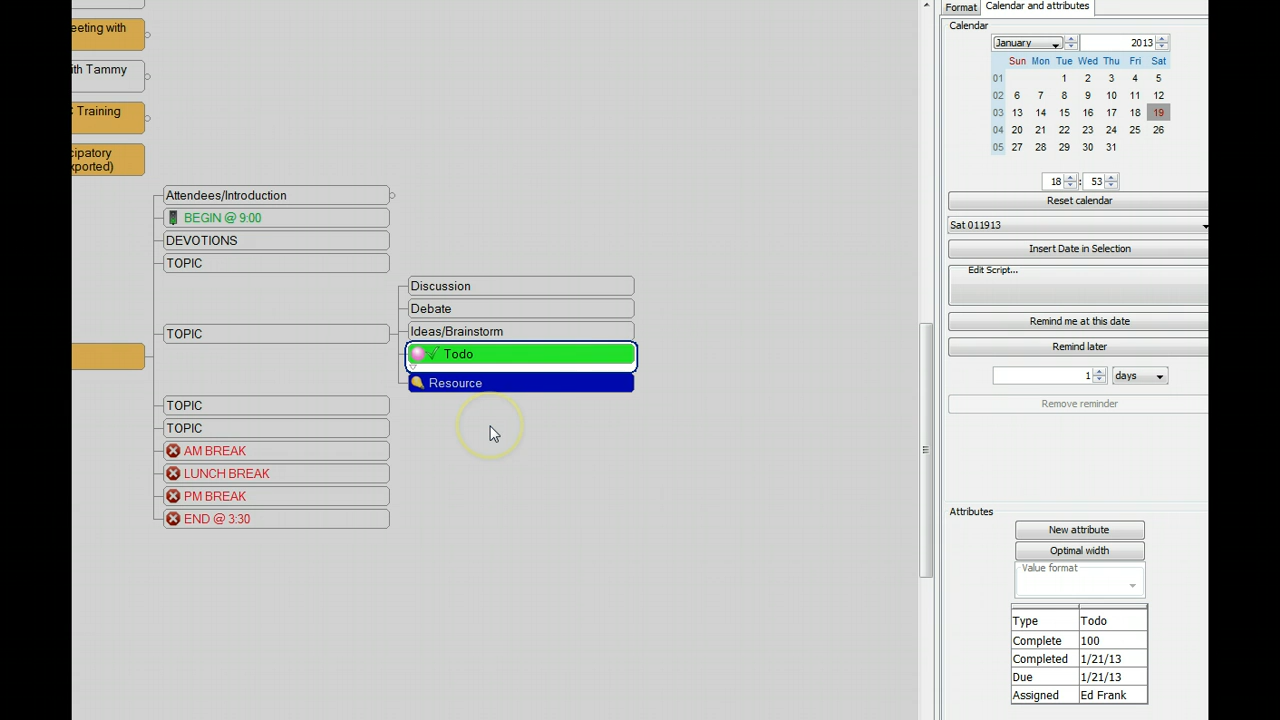 eeting with
ith Tammy
C Training
cipatory
xported)
Attendees/Introduction
BEGIN @ 9:00
DEVOTIONS
TOPIC
TOPIC
Discussion
Debate
Ideas/Brainstorm
Todo
Resource
TOPIC
TOPIC
AM BREAK
LUNCH BREAK
PM BREAK
END @ 3:30
Format Calendar and attributes
Calendar
January 2013
Sun Mon Tue Wed Thu Fri Sat
01 1 2 3 4 5
02 6 7 8 9 10 11 12
03 13 14 15 16 17 18 19
04 20 21 22 23 24 25 26
05 27 28 29 30 31
18 : 53
Reset calendar
Sat 011913
Insert Date in Selection
Edit Script...
Remind me at this date
Remind later
1 days
Remove reminder
Attributes
New attribute
Optimal width
Value format
Type Todo
Complete 100
Completed 1/21/13
Due 1/21/13
Assigned Ed Frank